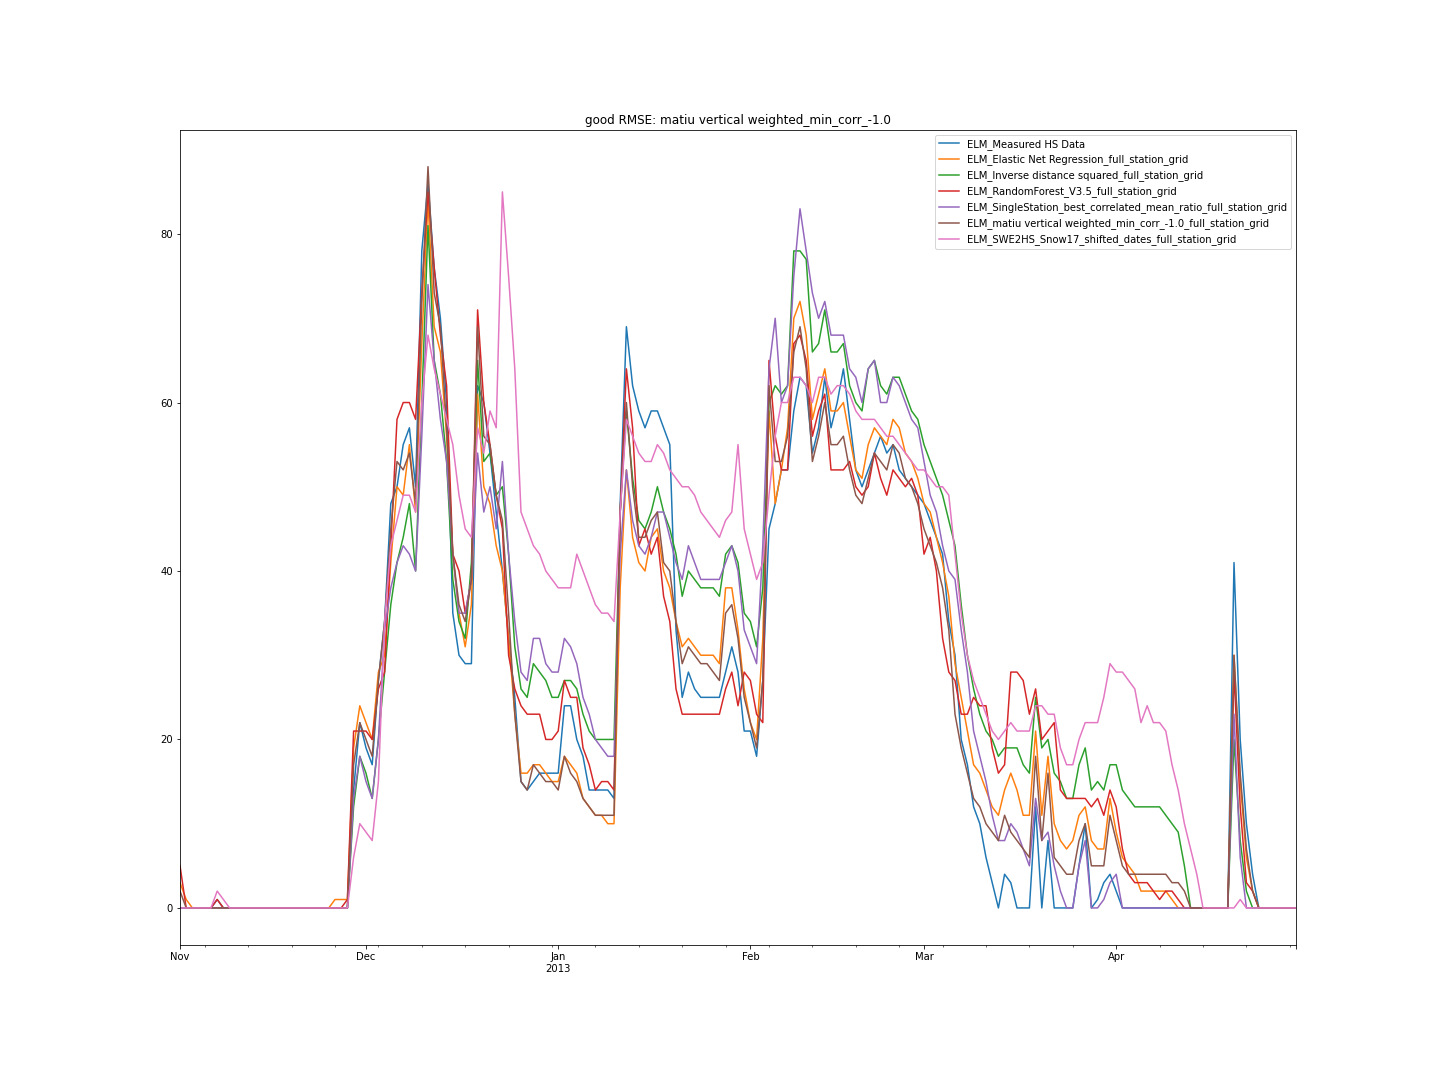 good RMSE: matiu vertical weighted_min_corr_-1.0
ELM_Measured HS Data
ELM_Elastic Net Regression_full_station_grid
ELM_Inverse distance squared_full_station_grid
ELM_RandomForest_V3.5_full_station_grid
ELM_SingleStation_best_correlated_mean_ratio_full_station_grid
ELM_matiu vertical weighted_min_corr_-1.0_full_station_grid
ELM_SWE2HS_Snow17_shifted_dates_full_station_grid
80
60
40
20
0
Nov Dec Jan Feb Mar Apr
2013